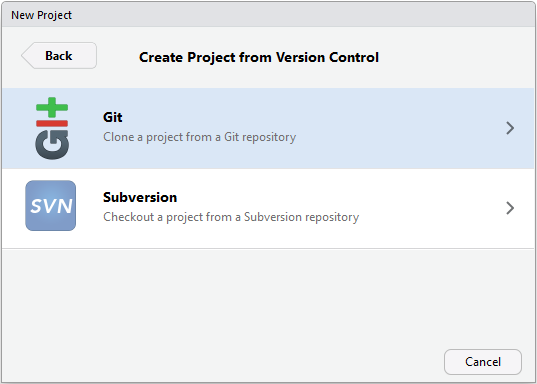 New Project
Back
Create Project from Version Control
git
Git
Clone a project from a Git repository
SVN
Subversion
Checkout a project from a Subversion repository
Cancel